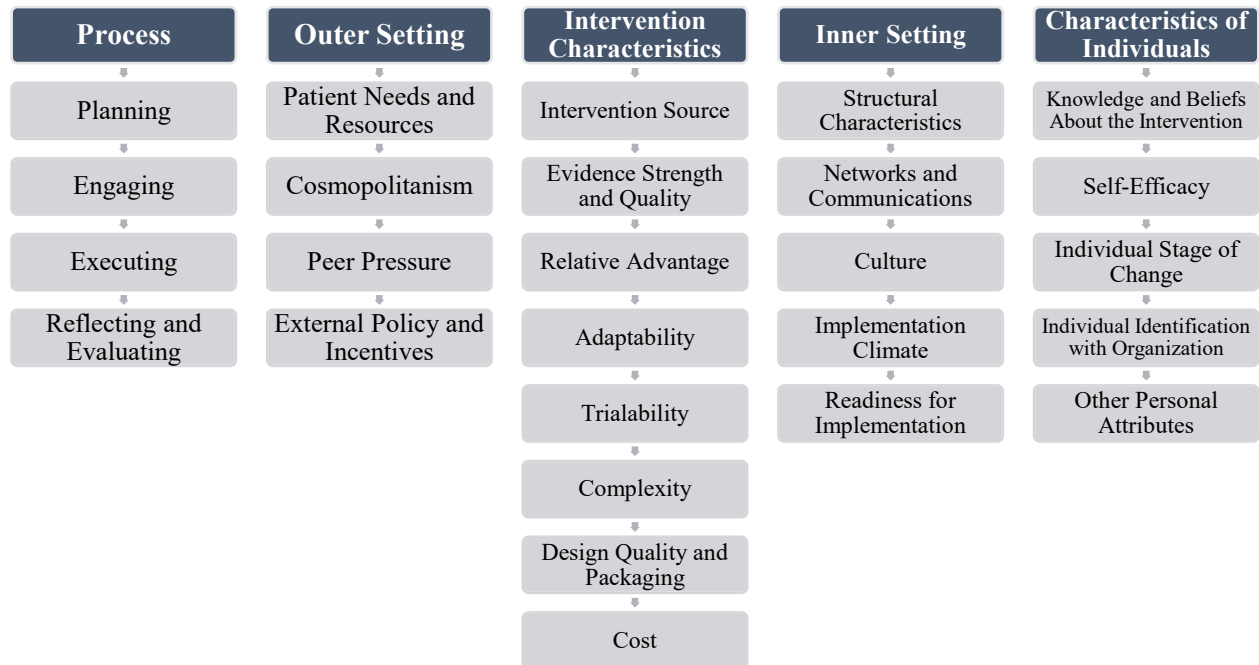 Process
Planning
Engaging
Executing
Reflecting and
Evaluating
Outer Setting
Patient Needs and
Resources
Cosmopolitanism
Peer Pressure
External Policy and
Incentives
Intervention
Characteristics
Intervention Source
Evidence Strength
and Quality
Relative Advantage
Adaptability
Trialability
Complexity
Design Quality and
Packaging
Cost
Inner Setting
Structural
Characteristics
Networks and
Communications
Culture
Implementation
Climate
Readiness for
Implementation
Characteristics of
Individuals
Knowledge and Beliefs
About the Intervention
Self-Efficacy
Individual Stage of
Change
Individual Identification
with Organization
Other Personal
Attributes